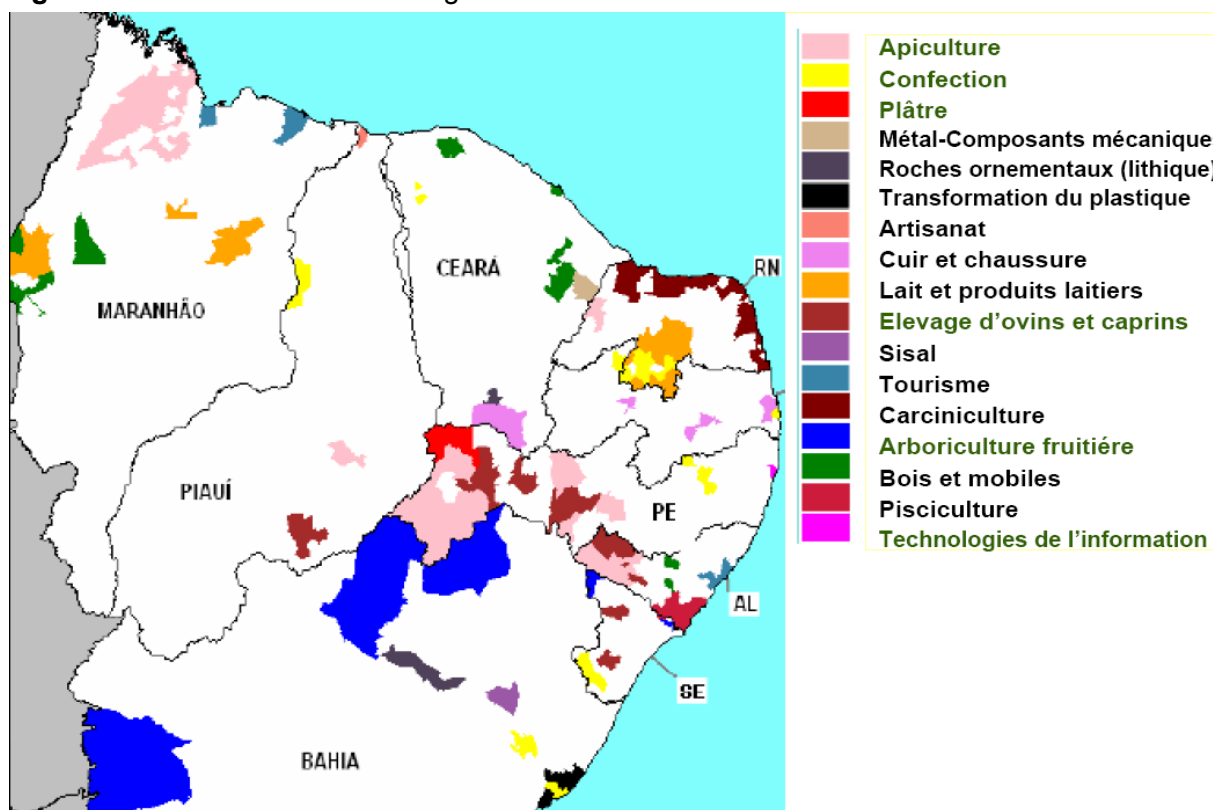 RN
CEARÁ
MARANHÃO
PIAUÍ
PE
AL
SE
BAHIA
Apiculture
Confection
Plâtre
Métal-Composants mécanique
Roches ornementaux (lithique)
Transformation du plastique
Artisanat
Cuir et chaussure
Lait et produits laitiers
Elevage d'ovins et caprins
Sisal
Tourisme
Carciniculture
Arboriculture fruitiére
Bois et mobiles
Pisciculture
Technologies de l'information